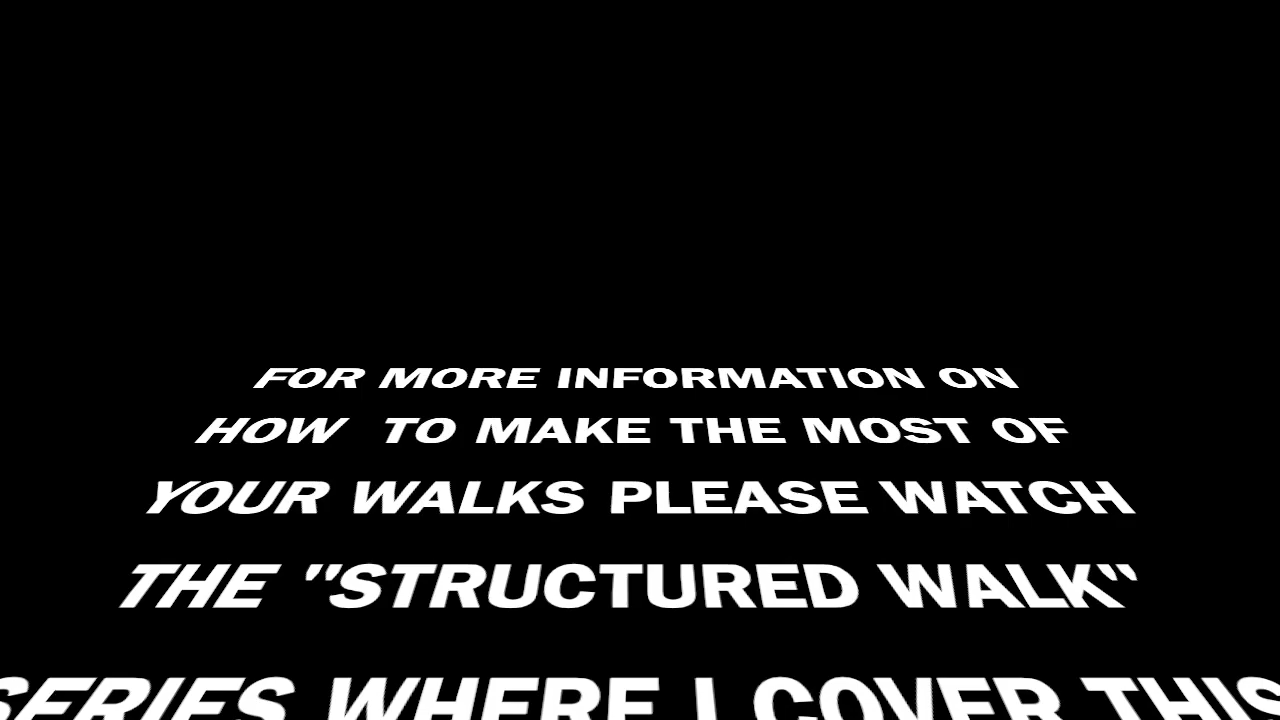 FOR MORE INFORMATION ON
HOW TO MAKE THE MOST OF
YOUR WALKS PLEASE WATCH
THE "STRUCTURED WALK"
SERIES WHERE I COVER THIS